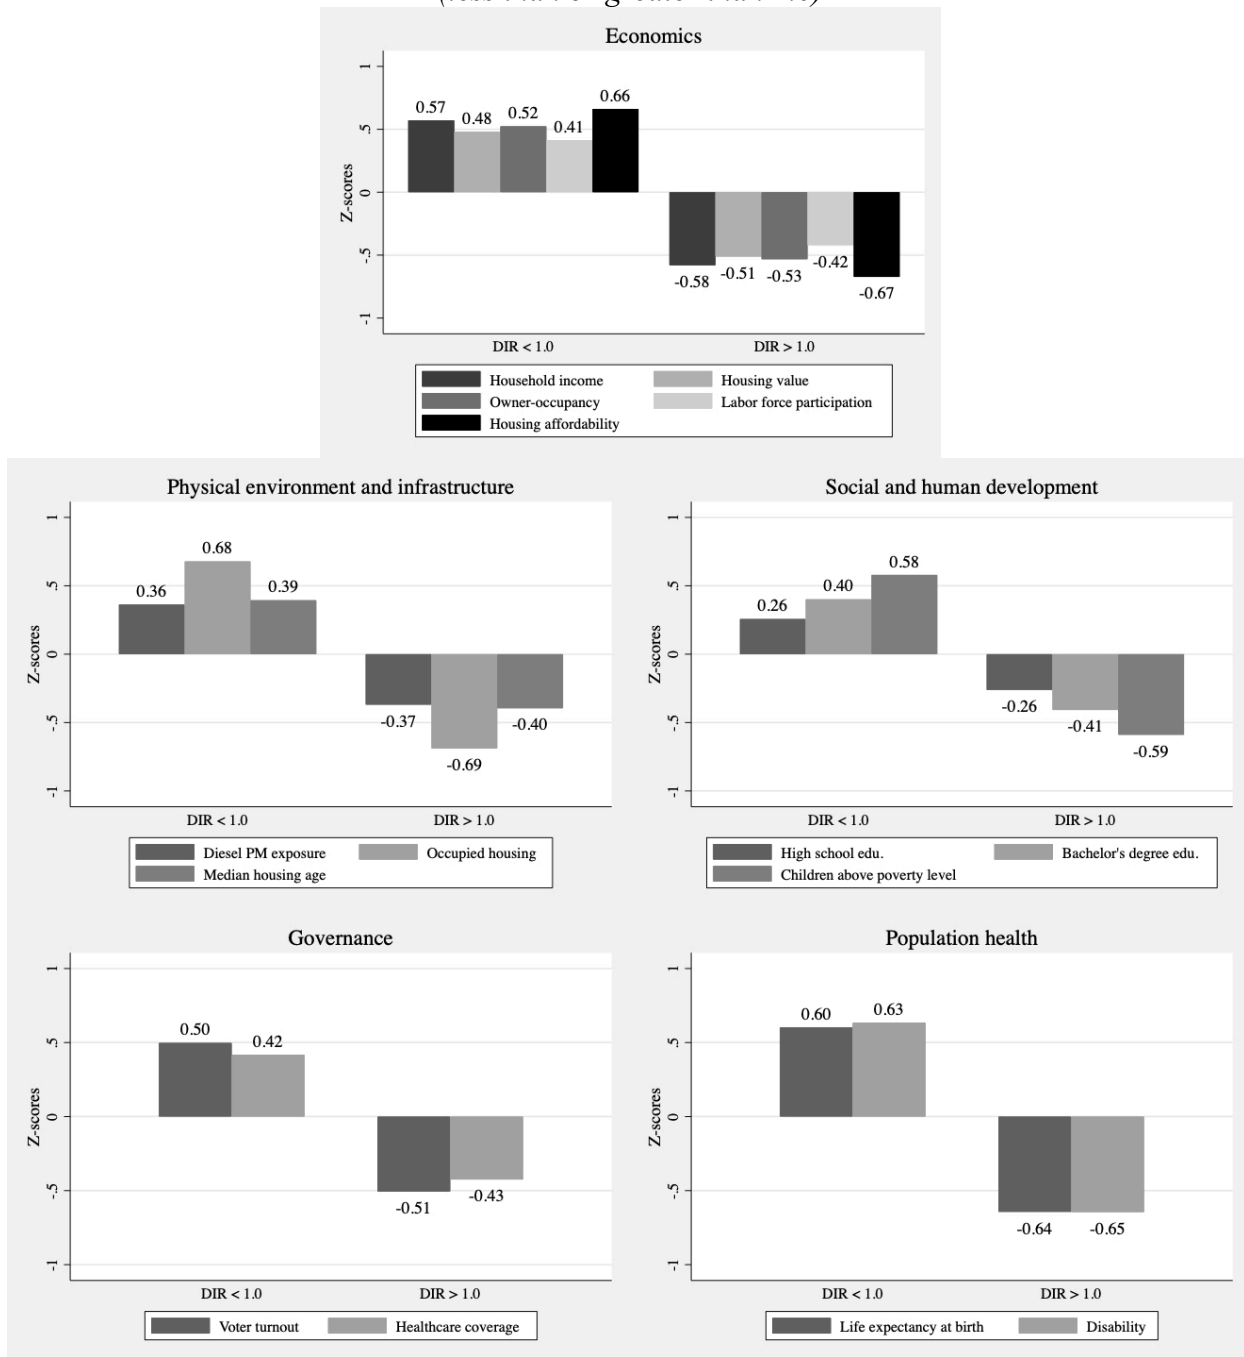 Economics
1
.5
0
-.5
-1
Z-scores
0.57
0.48
0.52
0.41
0.66
-0.58
-0.51
-0.53
-0.42
-0.67
DIR < 1.0
DIR > 1.0
Household income
Housing value
Owner-occupancy
Labor force participation
Housing affordability
Physical environment and infrastructure
1
.5
0
-.5
-1
Z-scores
0.36
0.68
0.39
-0.37
-0.69
-0.40
DIR < 1.0
DIR > 1.0
Diesel PM exposure
Occupied housing
Median housing age
Social and human development
1
.5
0
-.5
-1
Z-scores
0.26
0.40
0.58
-0.26
-0.41
-0.59
DIR < 1.0
DIR > 1.0
High school edu.
Bachelor's degree edu.
Children above poverty level
Governance
1
.5
0
-.5
-1
Z-scores
0.50
0.42
-0.51
-0.43
DIR < 1.0
DIR > 1.0
Voter turnout
Healthcare coverage
Population health
1
.5
0
-.5
-1
Z-scores
0.60
0.63
-0.64
-0.65
DIR < 1.0
DIR > 1.0
Life expectancy at birth
Disability